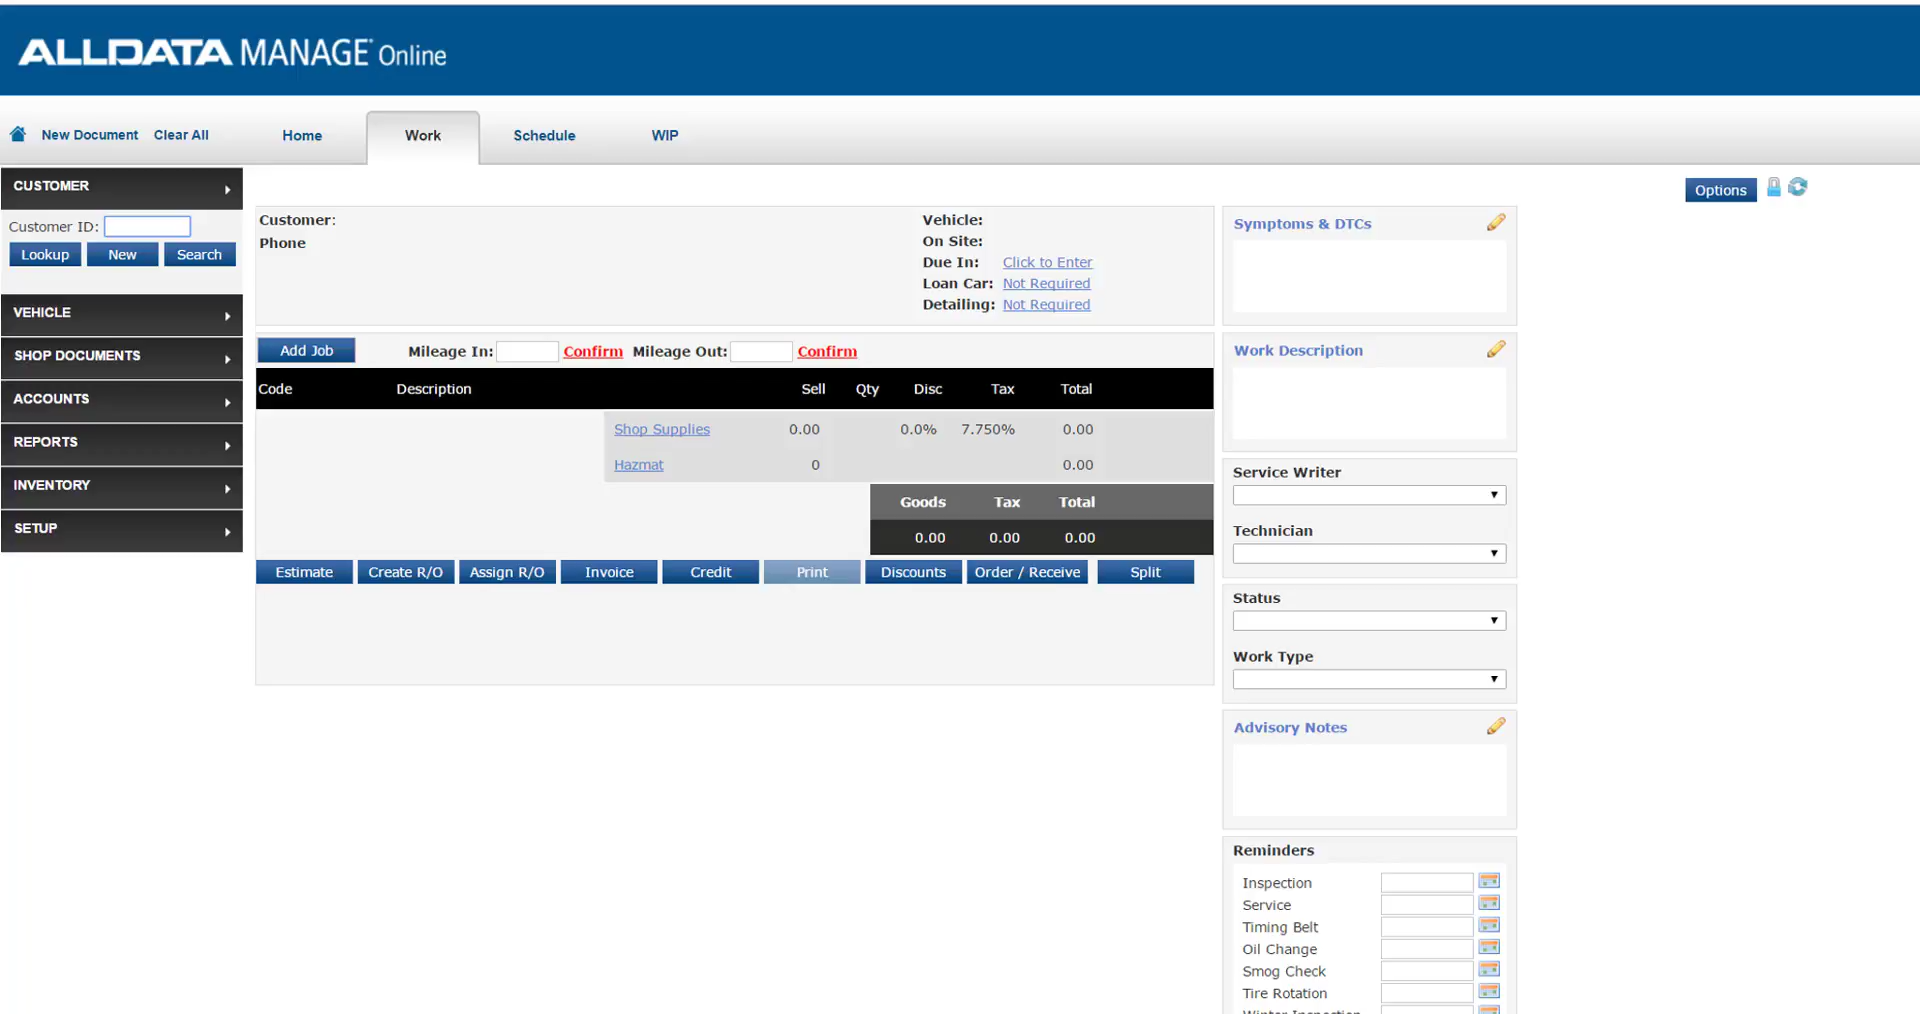 ALLDATA MANAGE Online
New Document Clear All Home Work Schedule WIP
CUSTOMER
Customer ID:
Lookup New Search
VEHICLE
SHOP DOCUMENTS
ACCOUNTS
REPORTS
INVENTORY
SETUP
Options
Customer:
Phone
Vehicle:
On Site:
Due In: Click to Enter
Loan Car: Not Required
Detailing: Not Required
Add Job Mileage In: Confirm Mileage Out: Confirm
Code Description Sell Qty Disc Tax Total
Shop Supplies 0.00 0.0% 7.750% 0.00
Hazmat 0 0.00
Goods Tax Total
0.00 0.00 0.00
Estimate Create R/O Assign R/O Invoice Credit Print Discounts Order / Receive Split
Symptoms & DTCs
Work Description
Service Writer
Technician
Status
Work Type
Advisory Notes
Reminders
Inspection
Service
Timing Belt
Oil Change
Smog Check
Tire Rotation
Winter Inspection